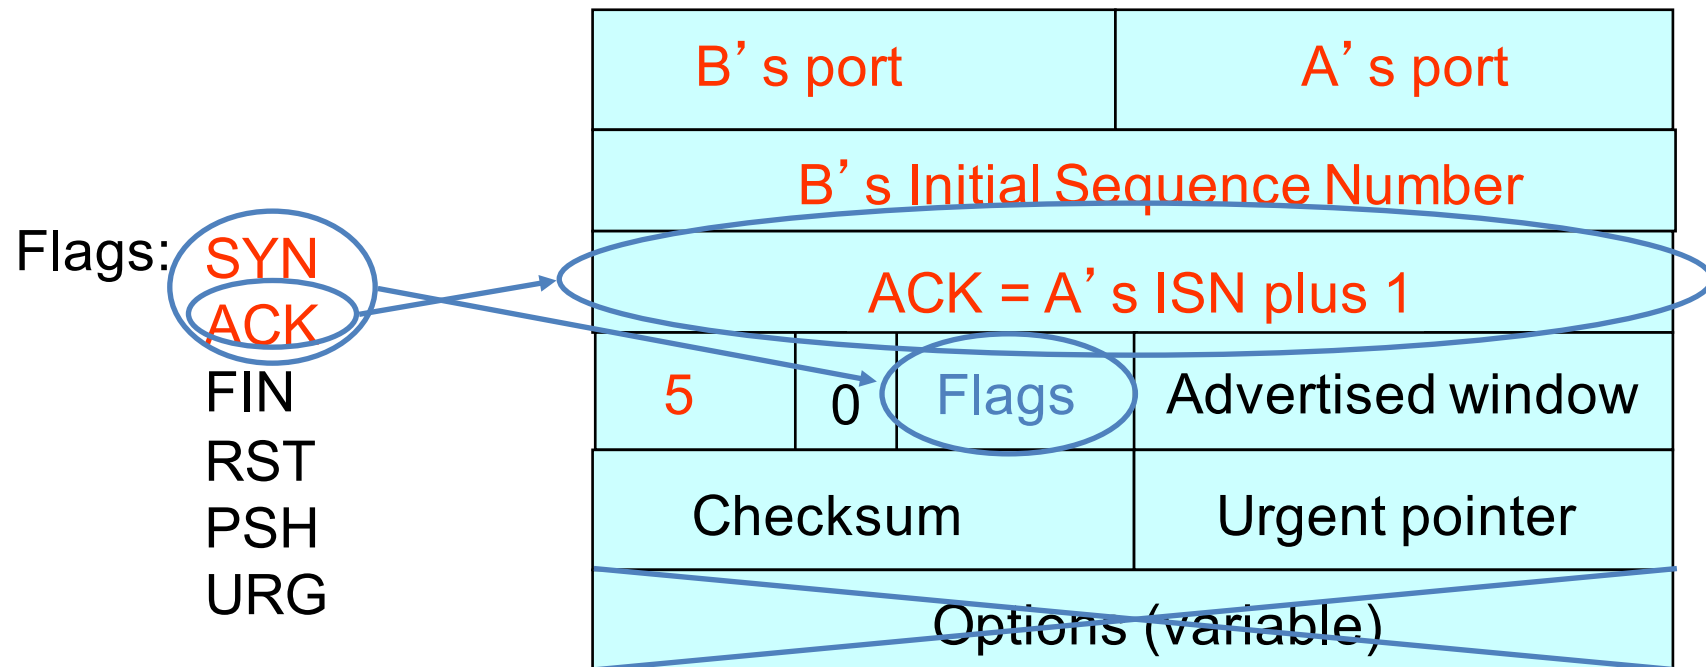 B’s port
A’s port
B’s Initial Sequence Number
ACK = A’s ISN plus 1
5
0
Flags
Advertised window
Checksum
Urgent pointer
Options (variable)
Flags:
SYN
ACK
FIN
RST
PSH
URG